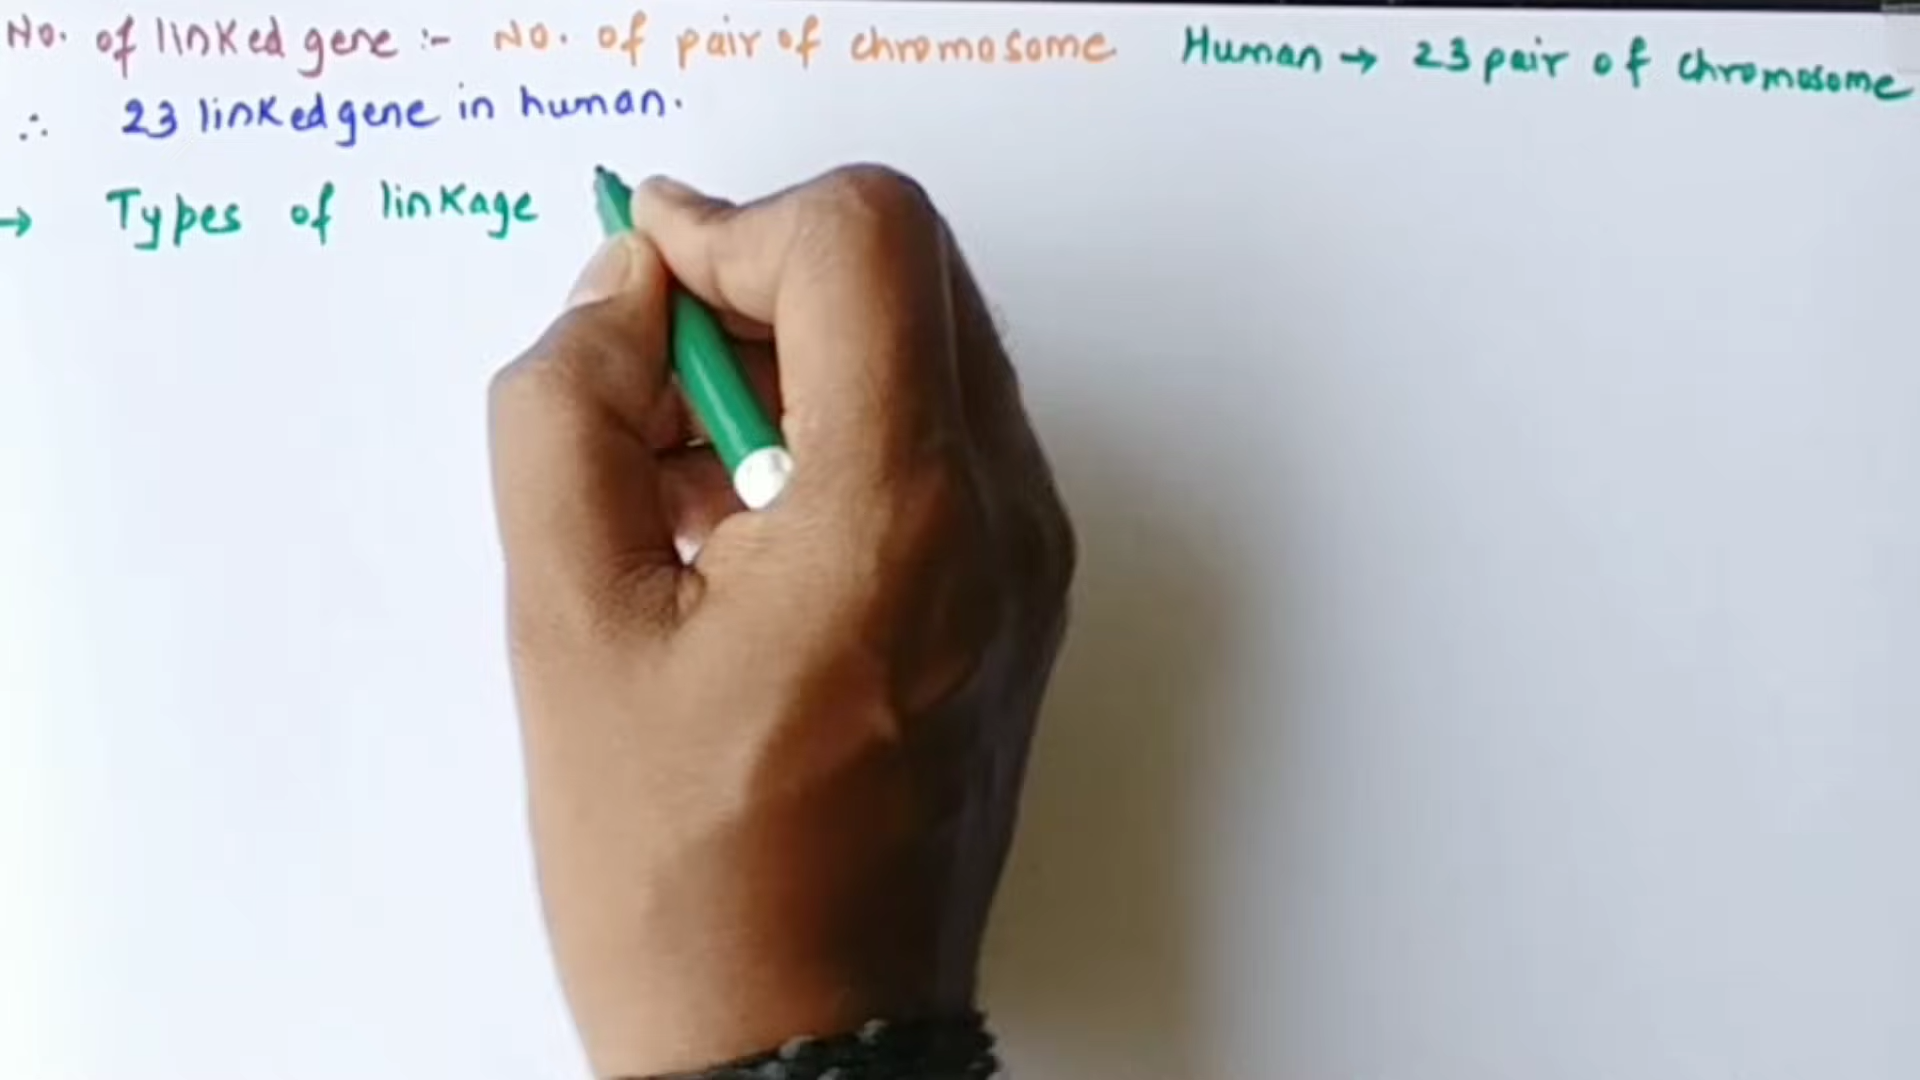 No. of linked gene :- No. of pair of chromosome Human → 23 pair of chromosome
∴ 23 linked gene in human.
→ Types of linkage